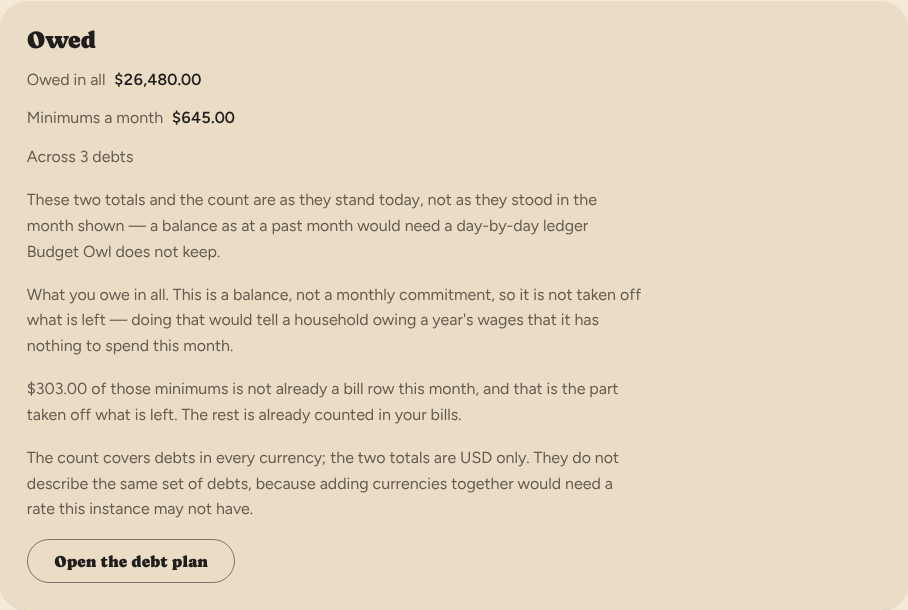 Owed
Owed in all $26,480.00
Minimums a month $645.00
Across 3 debts
These two totals and the count are as they stand today, not as they stood in the
month shown — a balance as at a past month would need a day-by-day ledger
Budget Owl does not keep.
What you owe in all. This is a balance, not a monthly commitment, so it is not taken off
what is left — doing that would tell a household owing a year's wages that it has
nothing to spend this month.
$303.00 of those minimums is not already a bill row this month, and that is the part
taken off what is left. The rest is already counted in your bills.
The count covers debts in every currency; the two totals are USD only. They do not
describe the same set of debts, because adding currencies together would need a
rate this instance may not have.
Open the debt plan